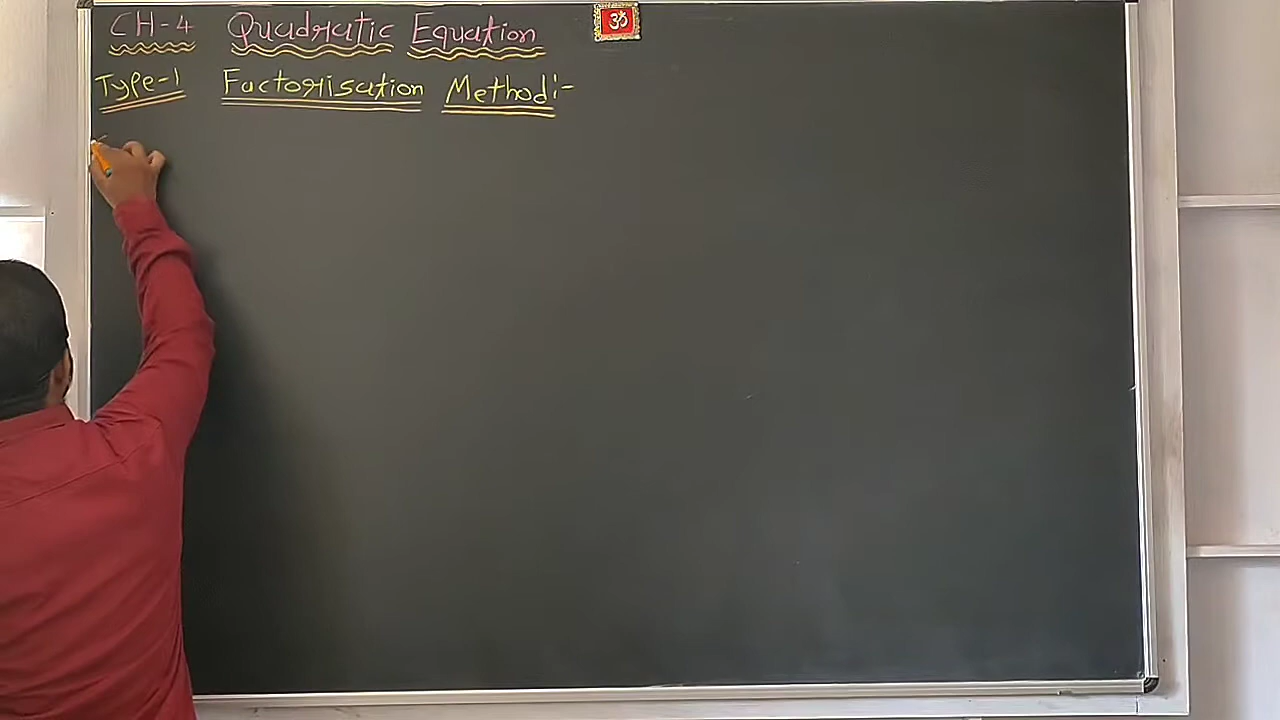 CH-4 Quadratic Equation
ॐ
Type-1 Factorisation Method:-